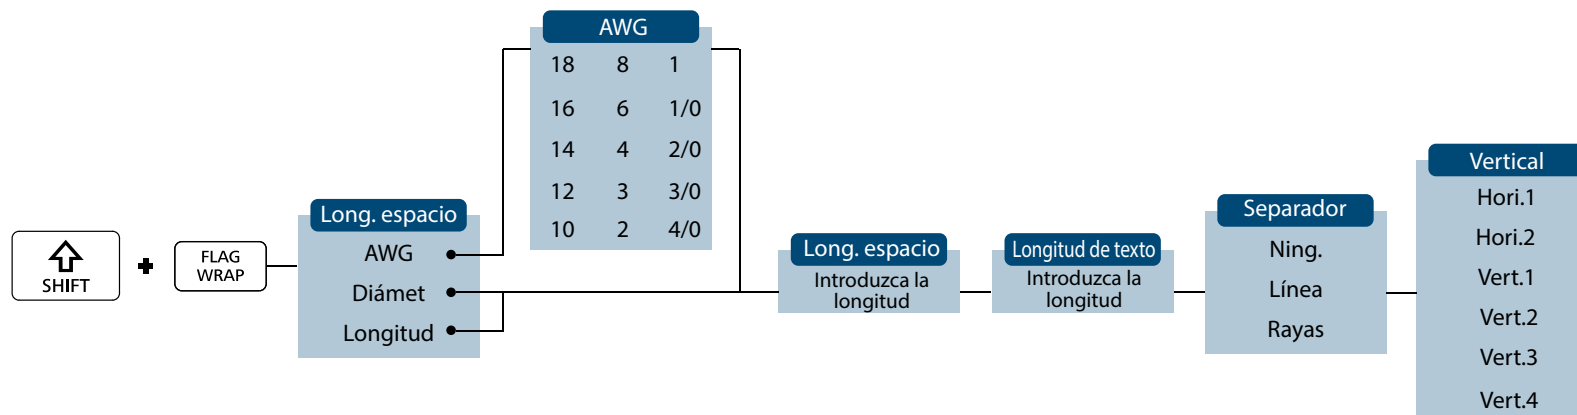 SHIFT
FLAG
WRAP
Long. espacio
AWG
Diámet
Longitud
AWG
18 8 1
16 6 1/0
14 4 2/0
12 3 3/0
10 2 4/0
Long. espacio
Introduzca la
longitud
Longitud de texto
Introduzca la
longitud
Separador
Ning.
Línea
Rayas
Vertical
Hori.1
Hori.2
Vert.1
Vert.2
Vert.3
Vert.4